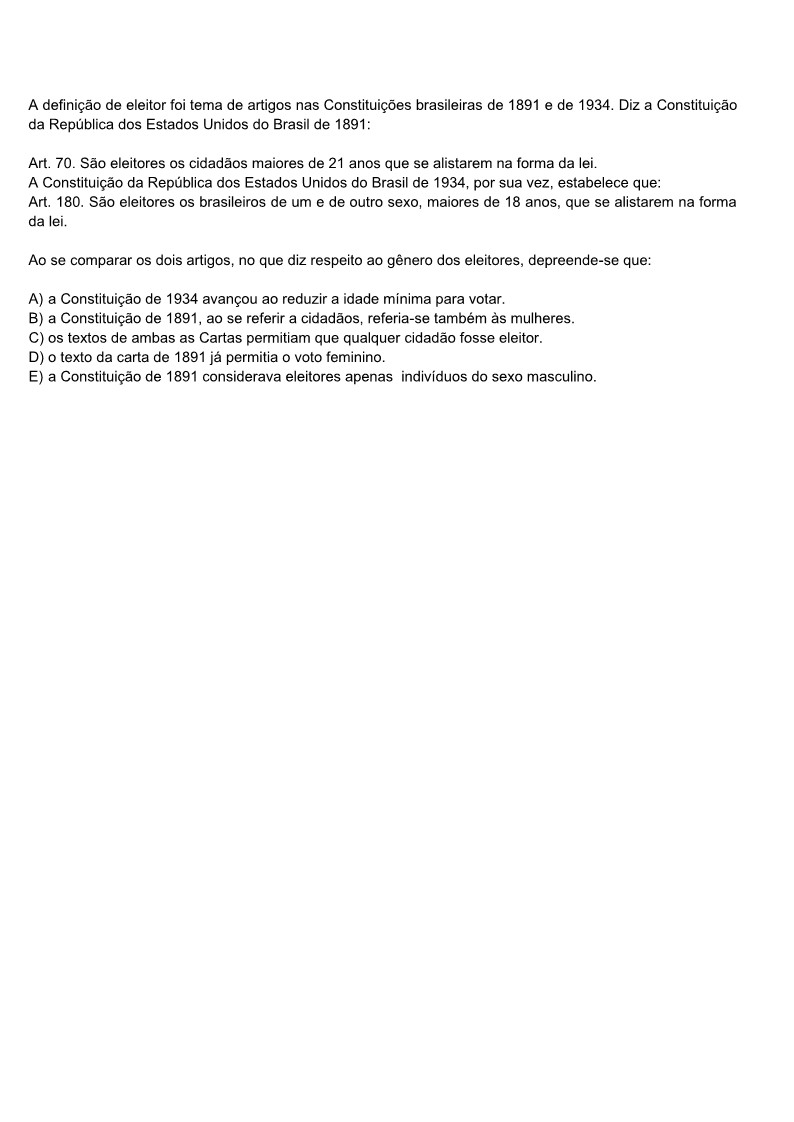 A definição de eleitor foi tema de artigos nas Constituições brasileiras de 1891 e de 1934. Diz a Constituição
da República dos Estados Unidos do Brasil de 1891:
Art. 70. São eleitores os cidadãos maiores de 21 anos que se alistarem na forma da lei.
A Constituição da República dos Estados Unidos do Brasil de 1934, por sua vez, estabelece que:
Art. 180. São eleitores os brasileiros de um e de outro sexo, maiores de 18 anos, que se alistarem na forma
da lei.
Ao se comparar os dois artigos, no que diz respeito ao gênero dos eleitores, depreende-se que:
A) a Constituição de 1934 avançou ao reduzir a idade mínima para votar.
B) a Constituição de 1891, ao se referir a cidadãos, referia-se também às mulheres.
C) os textos de ambas as Cartas permitiam que qualquer cidadão fosse eleitor.
D) o texto da carta de 1891 já permitia o voto feminino.
E) a Constituição de 1891 considerava eleitores apenas  indivíduos do sexo masculino.